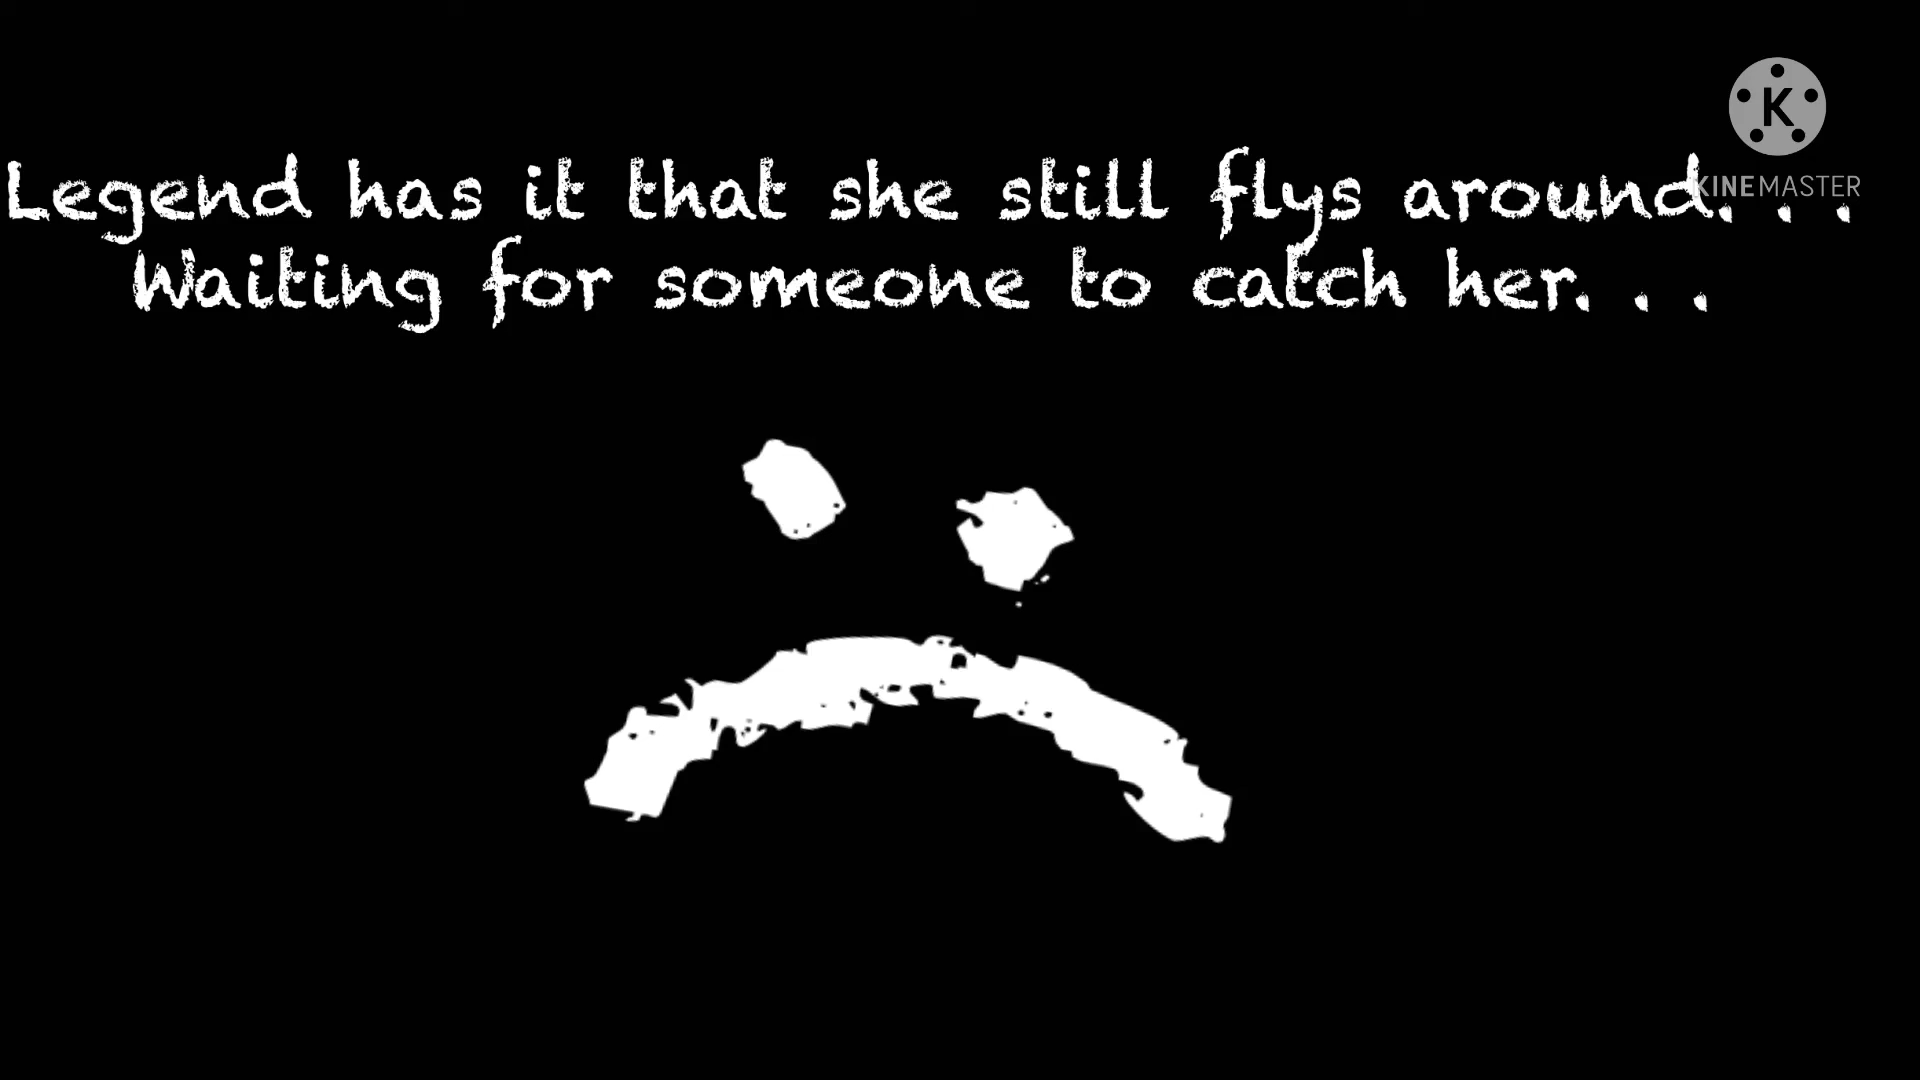 K
KINEMASTER
Legend has it that she still flys around. . .
Waiting for someone to catch her. . .